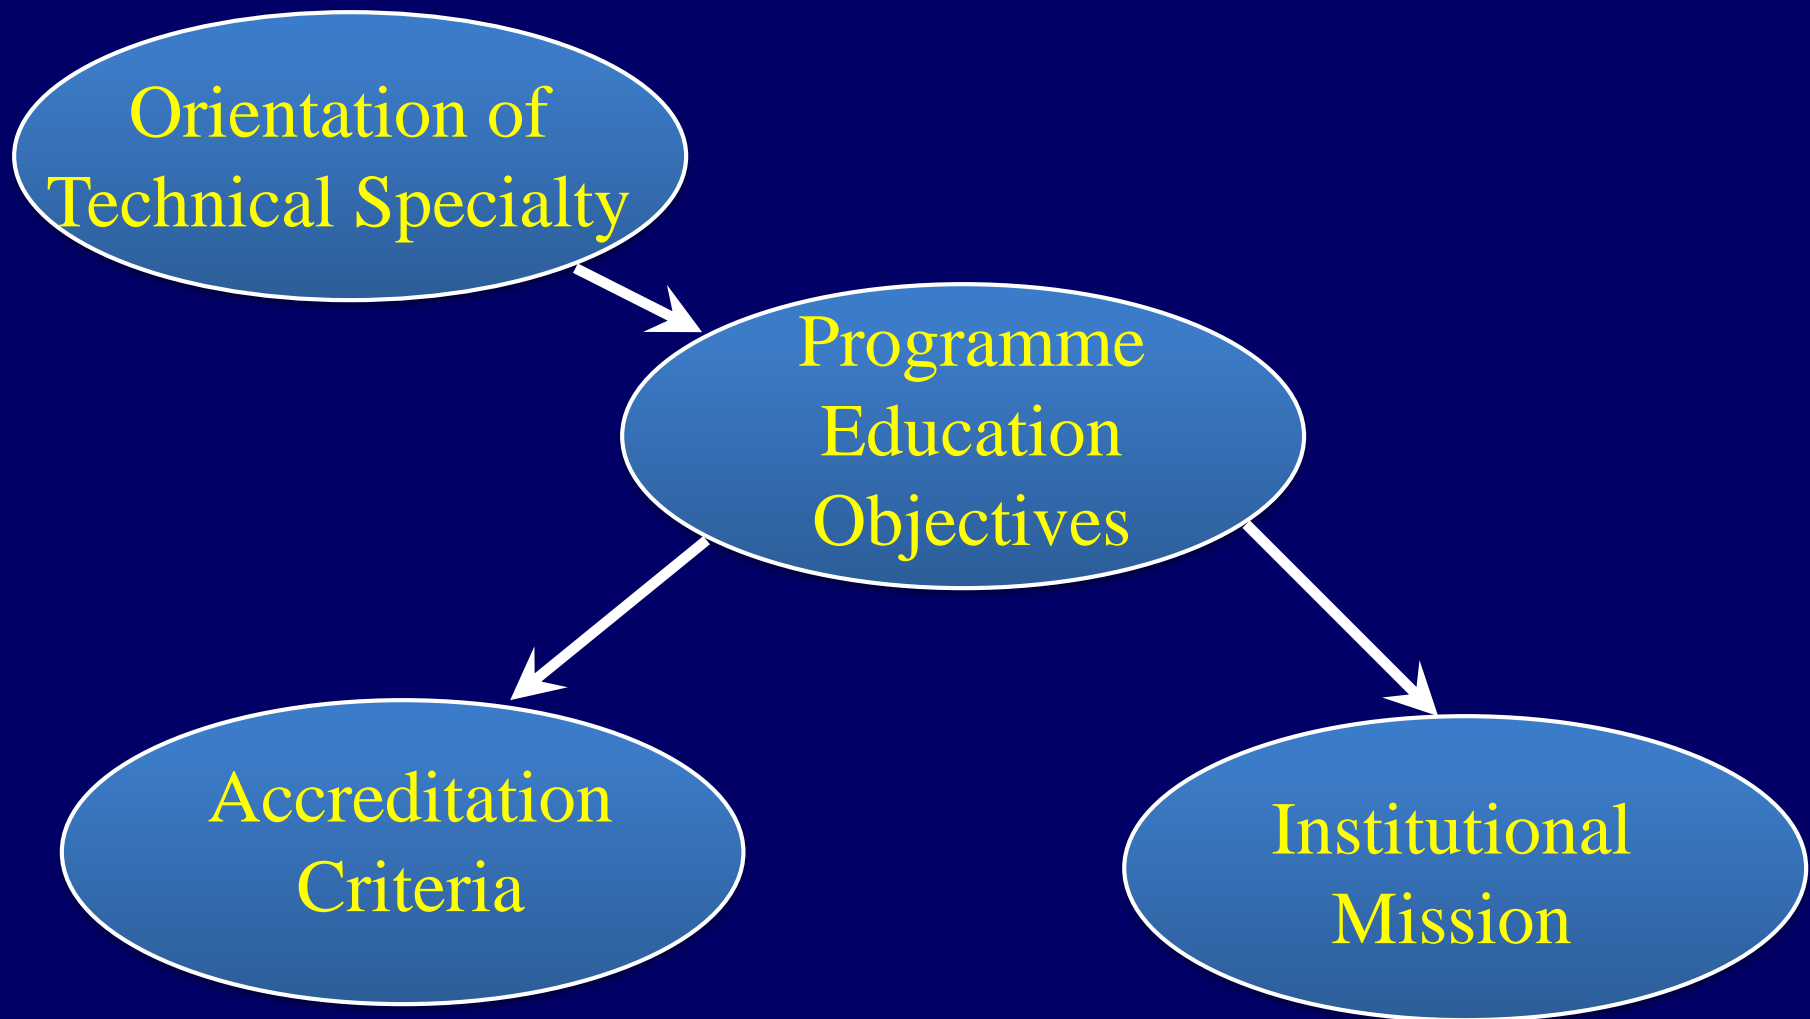 Orientation of
Technical Specialty
Programme
Education
Objectives
Accreditation
Criteria
Institutional
Mission